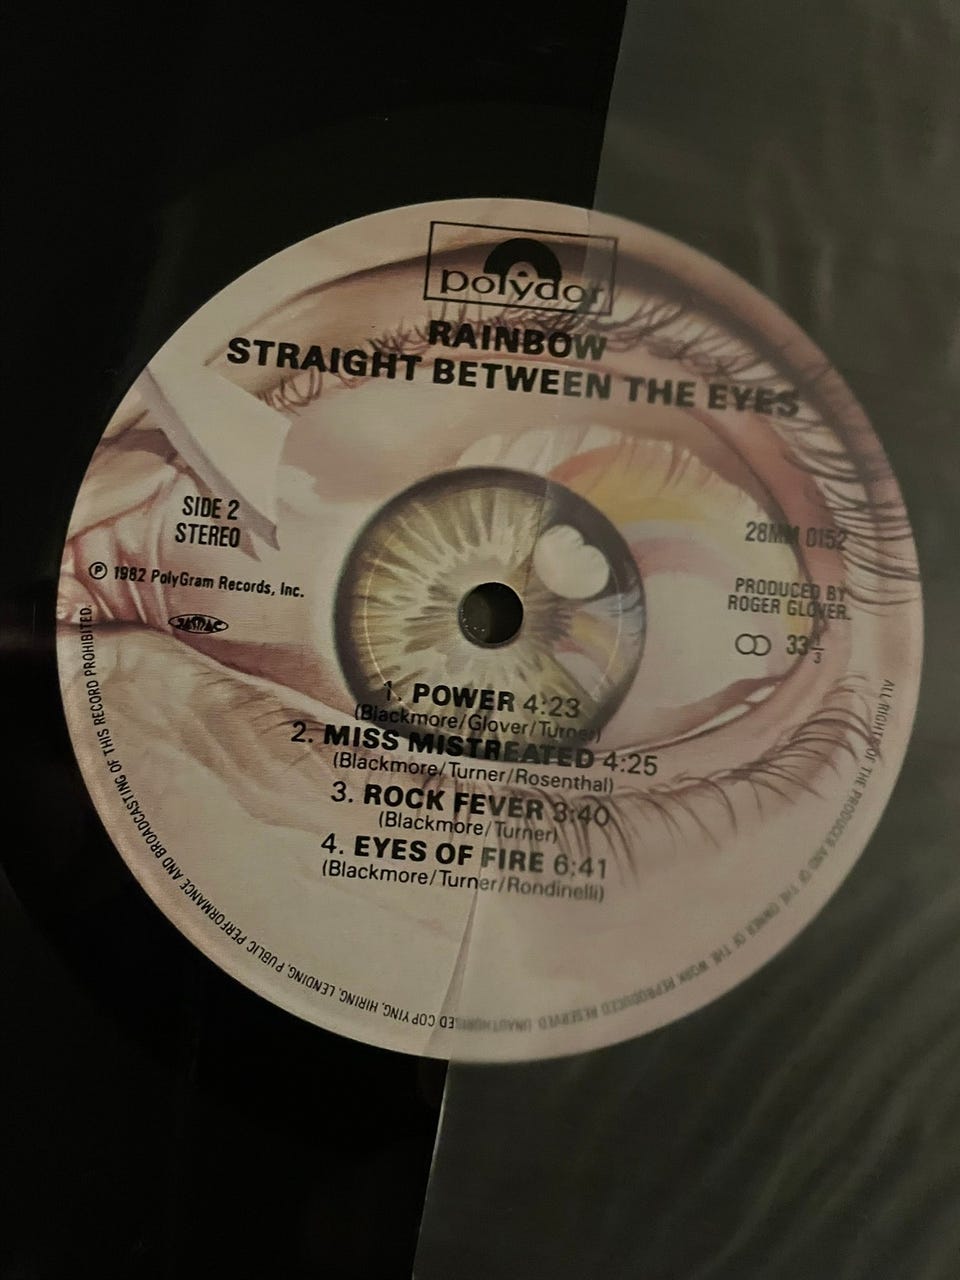 polydor
RAINBOW
STRAIGHT BETWEEN THE EYES
SIDE 2
STEREO
℗ 1982 PolyGram Records, Inc.
JASRAC
28MM 0152
PRODUCED BY
ROGER GLOVER.
33 1/3
1. POWER 4:23
(Blackmore/Glover/Turner)
2. MISS MISTREATED 4:25
(Blackmore/Turner/Rosenthal)
3. ROCK FEVER 3:40
(Blackmore/Turner)
4. EYES OF FIRE 6:41
(Blackmore/Turner/Rondinelli)
ALL RIGHTS OF THE PRODUCER AND OF THE OWNER OF THE WORK REPRODUCED RESERVED. UNAUTHORISED COPYING, HIRING, LENDING, PUBLIC PERFORMANCE AND BROADCASTING OF THIS RECORD PROHIBITED.